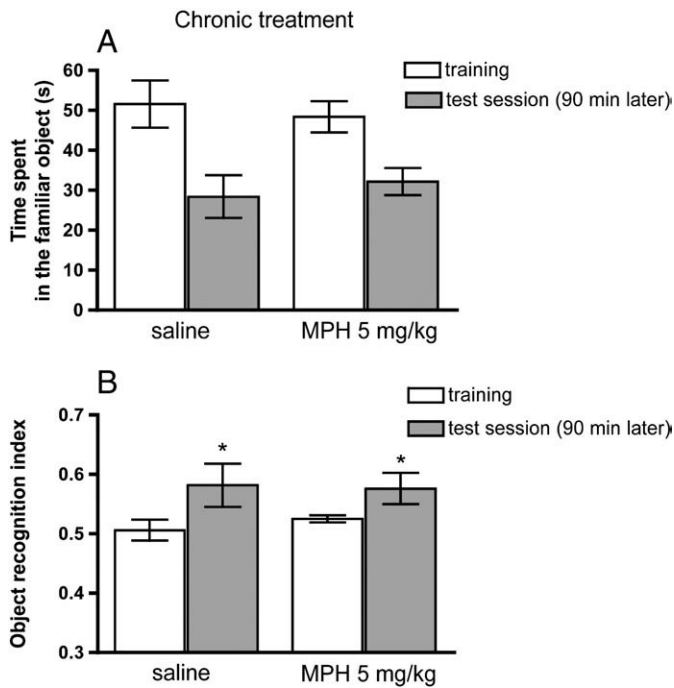 Chronic treatment
A
training
test session (90 min later)
Time spent
in the familiar object (s)
60
50
40
30
20
10
0
saline
MPH 5 mg/kg
B
training
test session (90 min later)
Object recognition index
0.7
0.6
0.5
0.4
0.3
*
*
saline
MPH 5 mg/kg